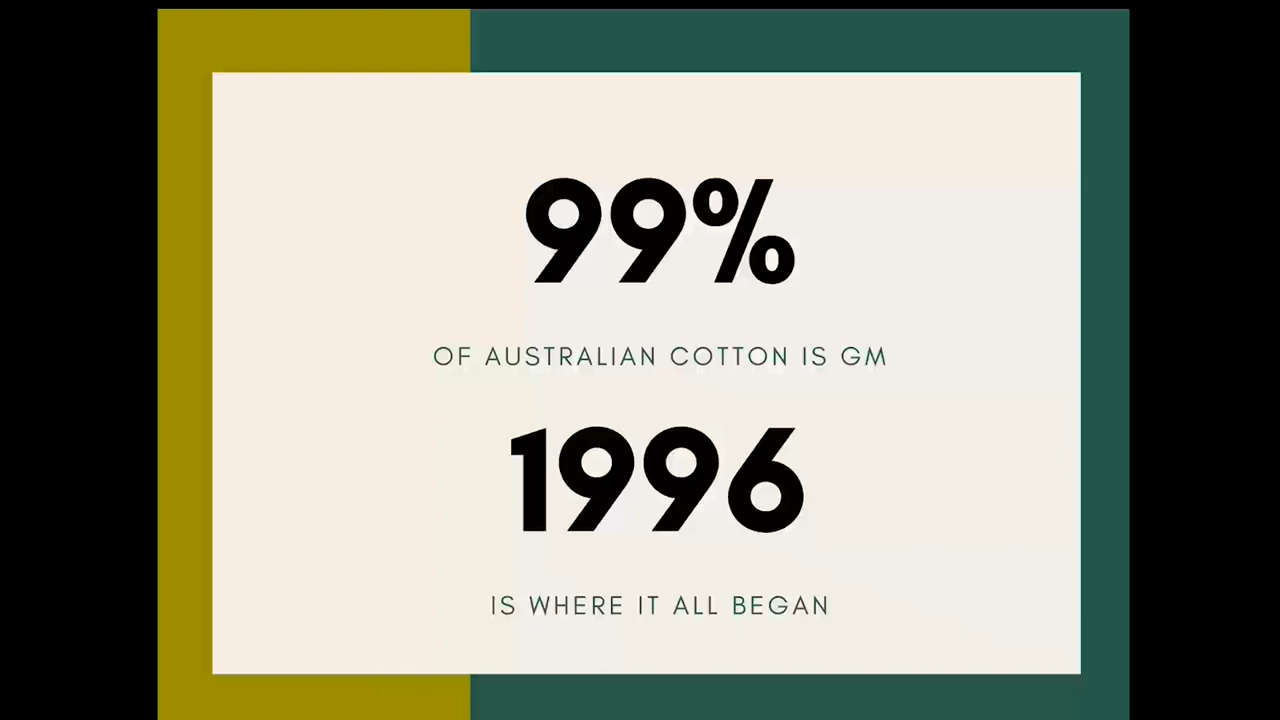 99%
OF AUSTRALIAN COTTON IS GM
1996
IS WHERE IT ALL BEGAN